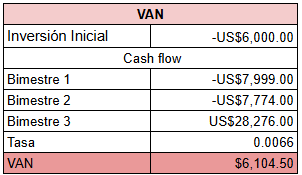 VAN
Inversión Inicial -US$6,000.00
Cash flow
Bimestre 1 -US$7,999.00
Bimestre 2 -US$7,774.00
Bimestre 3 US$28,276.00
Tasa 0.0066
VAN $6,104.50